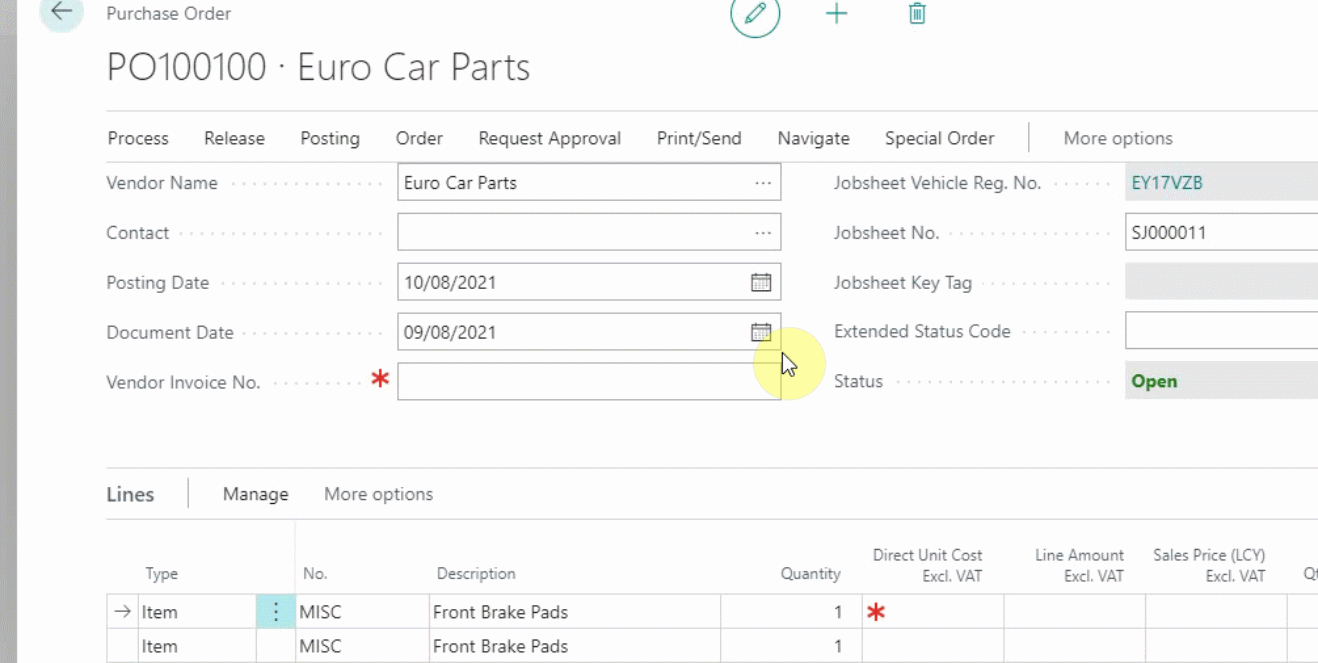 Purchase Order
PO100100 · Euro Car Parts
Process Release Posting Order Request Approval Print/Send Navigate Special Order More options
Vendor Name Euro Car Parts ... Jobsheet Vehicle Reg. No. EY17VZB
Contact ... Jobsheet No. SJ000011
Posting Date 10/08/2021 Jobsheet Key Tag
Document Date 09/08/2021 Extended Status Code
Vendor Invoice No. * Status Open
Lines Manage More options
Direct Unit Cost Line Amount Sales Price (LCY)
Type No. Description Quantity Excl. VAT Excl. VAT Excl. VAT
→ Item ⋮ MISC Front Brake Pads 1 *
Item MISC Front Brake Pads 1